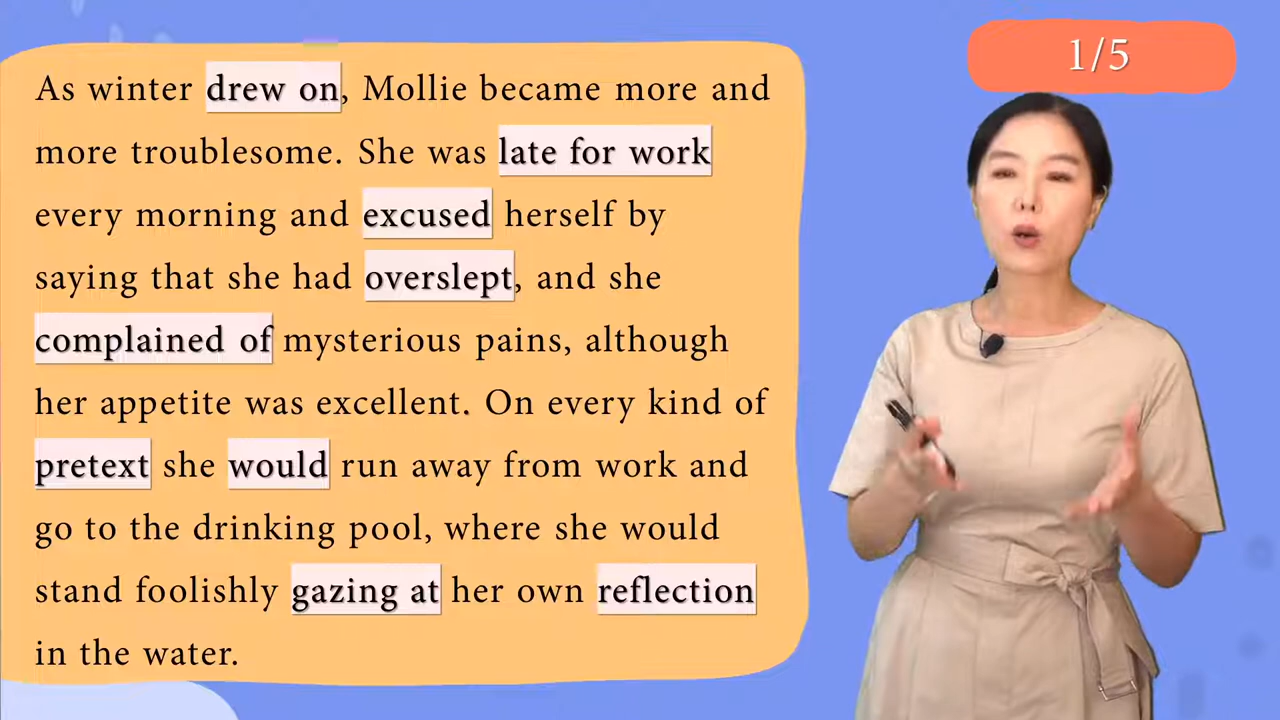 1/5
As winter drew on, Mollie became more and
more troublesome. She was late for work
every morning and excused herself by
saying that she had overslept, and she
complained of mysterious pains, although
her appetite was excellent. On every kind of
pretext she would run away from work and
go to the drinking pool, where she would
stand foolishly gazing at her own reflection
in the water.